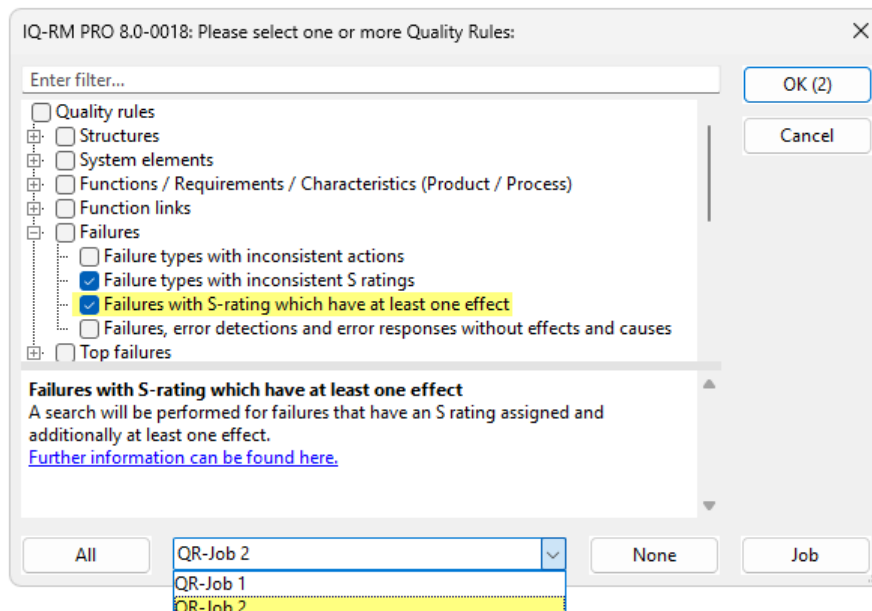 IQ-RM PRO 8.0-0018: Please select one or more Quality Rules:
Enter filter...
OK (2)
Quality rules
Cancel
Structures
System elements
Functions / Requirements / Characteristics (Product / Process)
Function links
Failures
Failure types with inconsistent actions
Failure types with inconsistent S ratings
Failures with S-rating which have at least one effect
Failures, error detections and error responses without effects and causes
Top failures
Failures with S-rating which have at least one effect
A search will be performed for failures that have an S rating assigned and
additionally at least one effect.
Further information can be found here.
All
QR-Job 2
None
Job
QR-Job 1
QR-Job 2